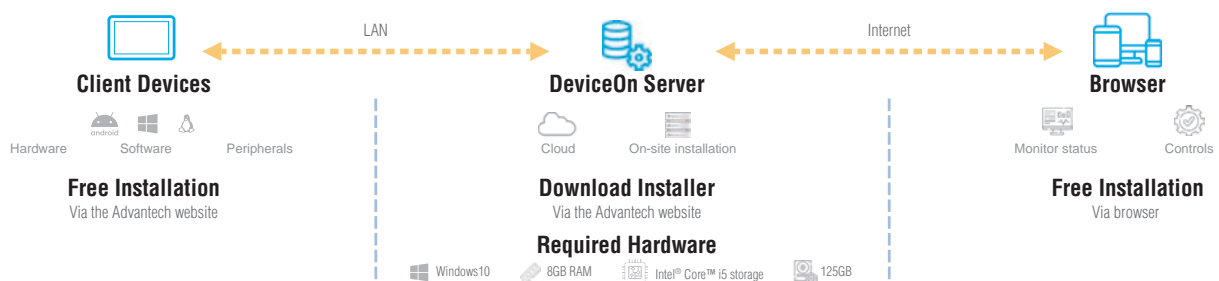 LAN
Internet
Client Devices
DeviceOn Server
Browser
android
Hardware
Software
Peripherals
Cloud
On-site installation
Monitor status
Controls
Free Installation
Via the Advantech website
Download Installer
Via the Advantech website
Free Installation
Via browser
Required Hardware
Windows10
8GB RAM
Intel® Core™ i5 storage
125GB